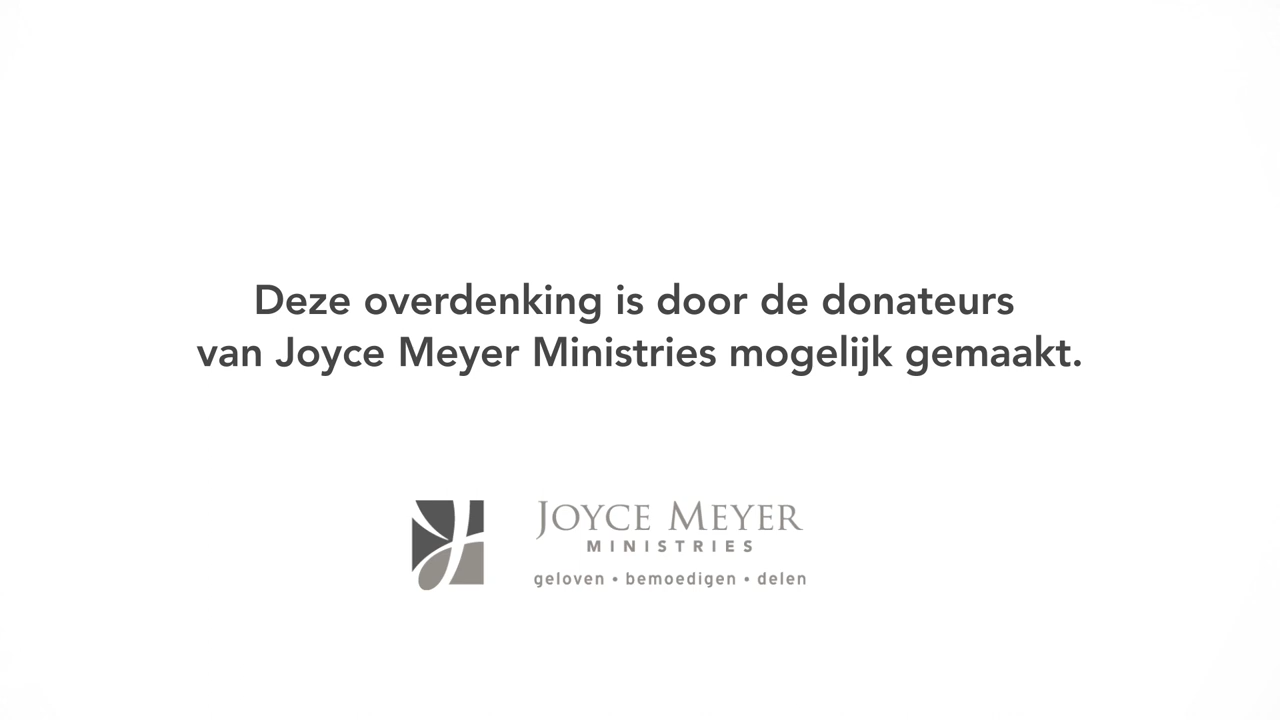 Deze overdenking is door de donateurs
van Joyce Meyer Ministries mogelijk gemaakt.
JOYCE MEYER
MINISTRIES
geloven • bemoedigen • delen